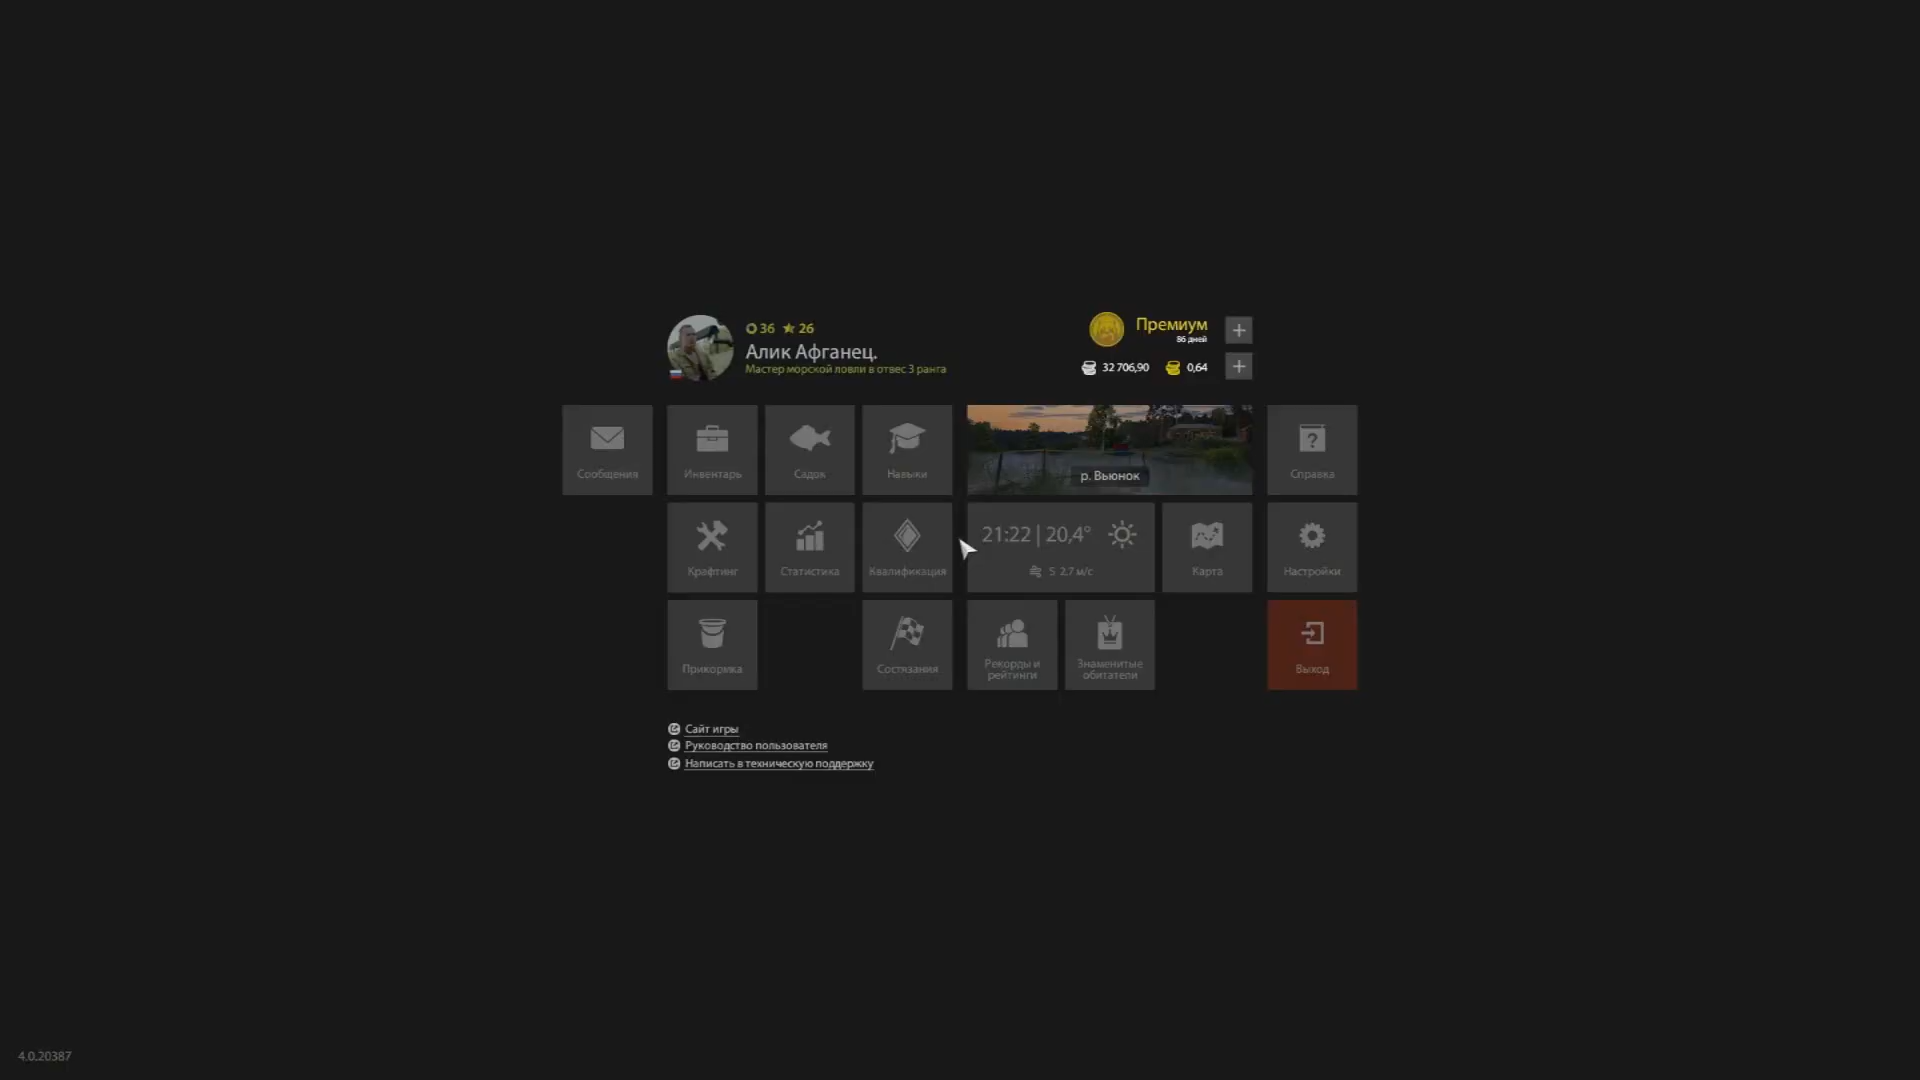 36 26
Алик Афганец.
Мастер морской ловли в отвес 3 ранга
Премиум
86 дней
32 706,90 0,64
Сообщения
Инвентарь
Садок
Навыки
р. Вьюнок
Справка
Крафтинг
Статистика
Квалификация
21:22 | 20,4°
S 2.7 м/с
Карта
Настройки
Прикормка
Состязания
Рекорды и
рейтинги
Знаменитые
обитатели
Выход
Сайт игры
Руководство пользователя
Написать в техническую поддержку
4.0.20387